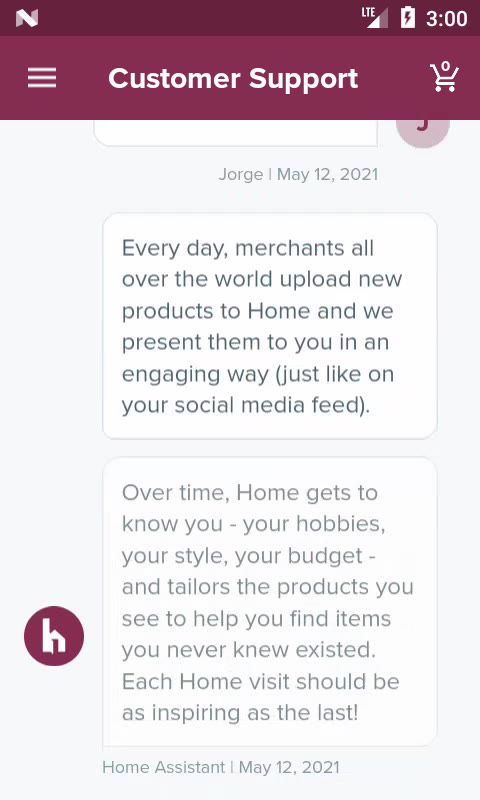 LTE 3:00
Customer Support
0
J
Jorge | May 12, 2021
Every day, merchants all
over the world upload new
products to Home and we
present them to you in an
engaging way (just like on
your social media feed).
Over time, Home gets to
know you - your hobbies,
your style, your budget -
and tailors the products you
see to help you find items
you never knew existed.
Each Home visit should be
as inspiring as the last!
h
Home Assistant | May 12, 2021